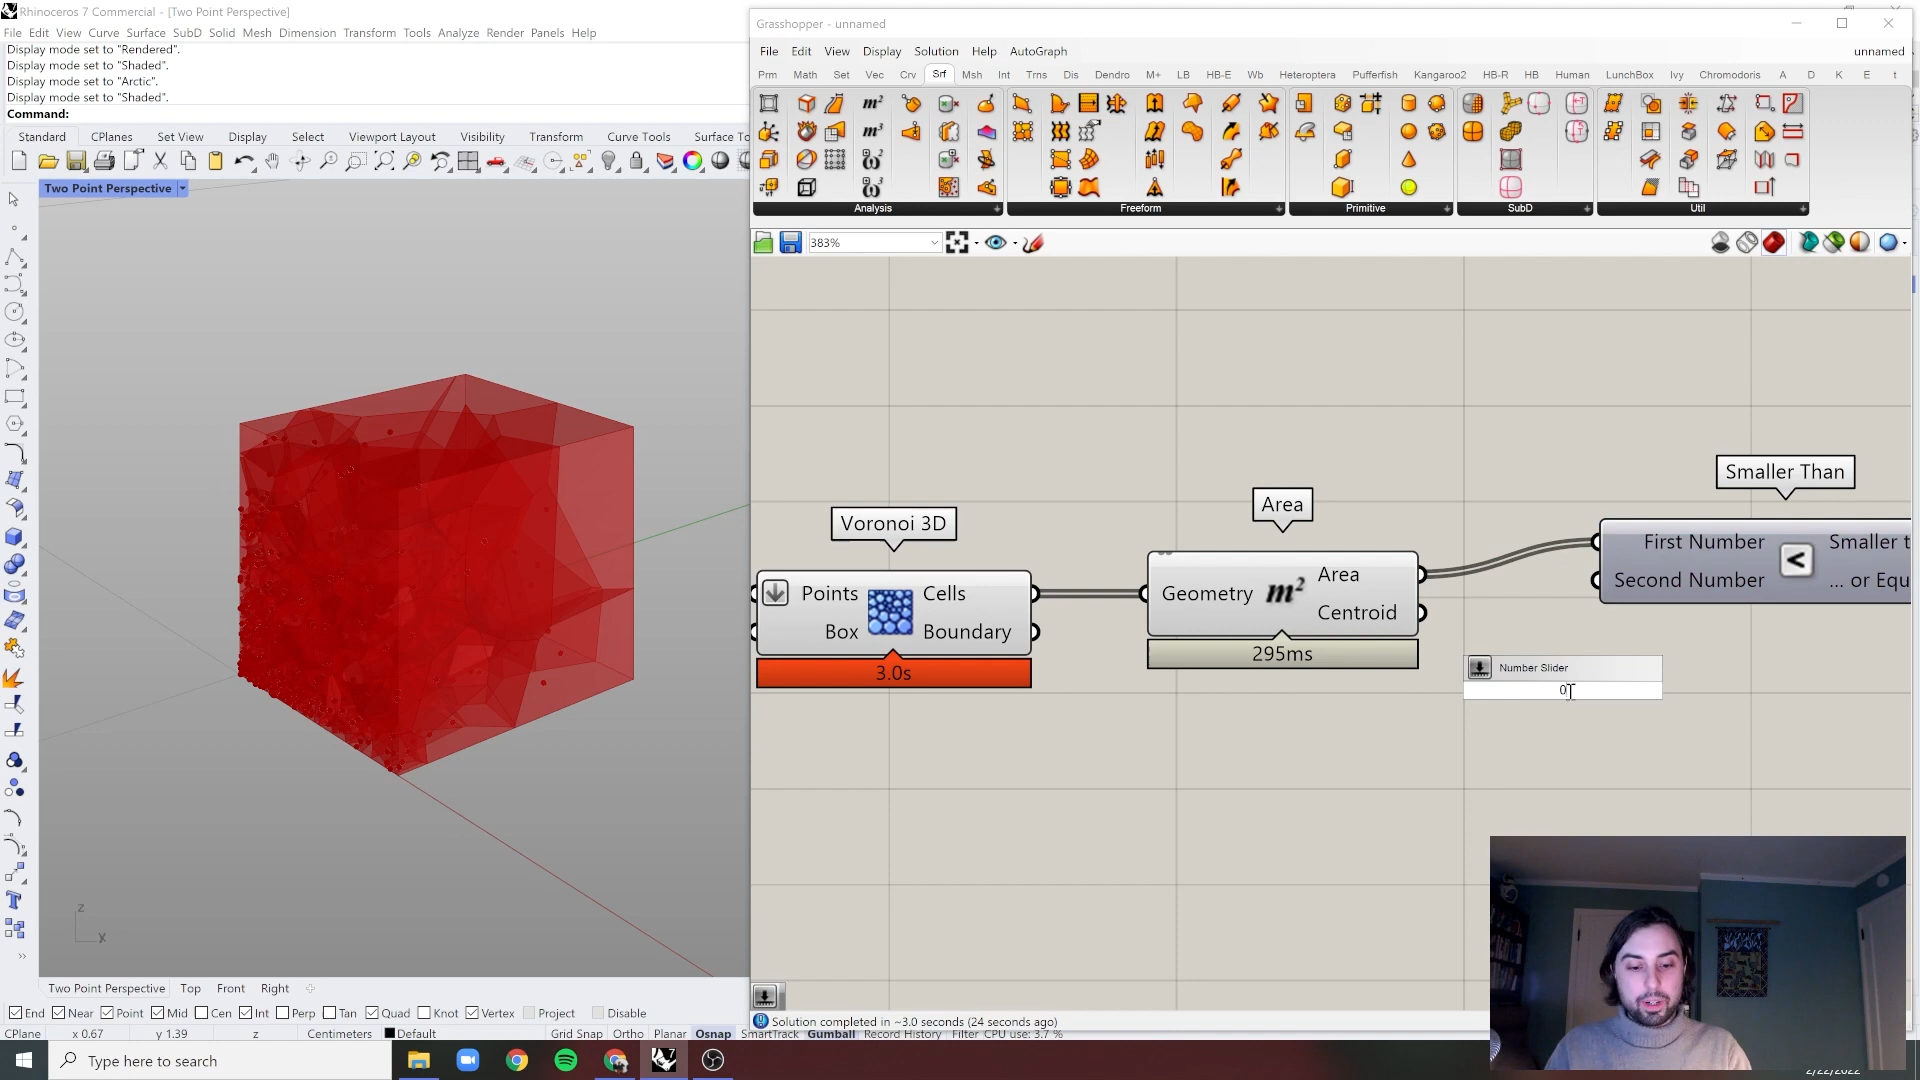 Rhinoceros 7 Commercial - [Two Point Perspective]
File Edit View Curve Surface SubD Solid Mesh Dimension Transform Tools Analyze Render Panels Help
Display mode set to "Rendered".
Display mode set to "Shaded".
Display mode set to "Arctic".
Display mode set to "Shaded".
Command:
Standard CPlanes Set View Display Select Viewport Layout Visibility Transform Curve Tools Surface To
Two Point Perspective
z
x
Two Point Perspective Top Front Right
End Near Point Mid Cen Int Perp Tan Quad Knot Vertex Project Disable
CPlane x 0.67 y 1.39 z Centimeters Default Grid Snap Ortho Planar Osnap SmartTrack Gumball Record History Filter CPU use: 3.7 %
Grasshopper - unnamed
File Edit View Display Solution Help AutoGraph unnamed
Prm Math Set Vec Crv Srf Msh Int Trns Dis Dendro M+ LB HB-E Wb Heteroptera Pufferfish Kangaroo2 HB-R HB Human LunchBox Ivy Chromodoris A D K E t
m²
m³
Analysis Freeform Primitive SubD Util
383%
Smaller Than
First Number < Smaller t
Second Number ... or Equ
Area
Geometry m² Area
Centroid
295ms
Voronoi 3D
Points Cells
Box Boundary
3.0s
Number Slider
0
Solution completed in ~3.0 seconds (24 seconds ago)
Type here to search
2/22/2022